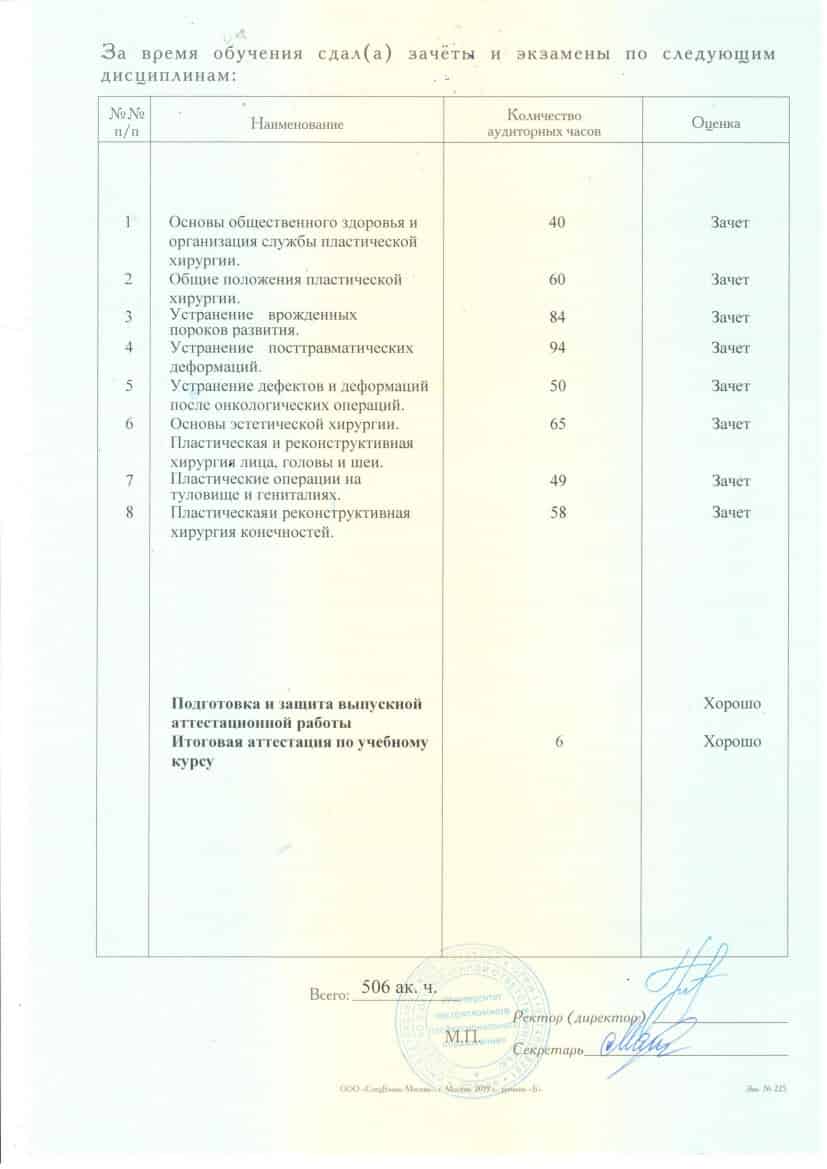 За время обучения сдал(а) зачёты и экзамены по следующим
дисциплинам:
№№
п/п
Наименование
Количество
аудиторных часов
Оценка
1 Основы общественного здоровья и 40 Зачет
организация службы пластической
хирургии.
2 Общие положения пластической 60 Зачет
хирургии.
3 Устранение врожденных 84 Зачет
пороков развития.
4 Устранение посттравматических 94 Зачет
деформаций.
5 Устранение дефектов и деформаций 50 Зачет
после онкологических операций.
6 Основы эстетической хирургии. 65 Зачет
Пластическая и реконструктивная
хирургия лица, головы и шеи.
7 Пластические операции на 49 Зачет
туловище и гениталиях.
8 Пластическаяи реконструктивная 58 Зачет
хирургия конечностей.
Подготовка и защита выпускной Хорошо
аттестационной работы
Итоговая аттестация по учебному 6 Хорошо
курсу
Всего: 506 ак. ч.
Ректор (директор)
М.П.
Секретарь
г. Москва, 2019 г., «Б»
Зак. № 225